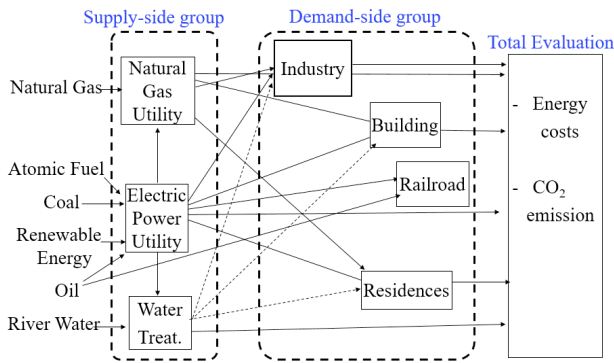 Supply-side group
Demand-side group
Total Evaluation
Natural Gas
Natural
Gas
Utility
Industry
Building
- Energy
costs
Atomic Fuel
Coal
Renewable
Energy
Oil
Electric
Power
Utility
Railroad
- CO₂
emission
Residences
River Water
Water
Treat.